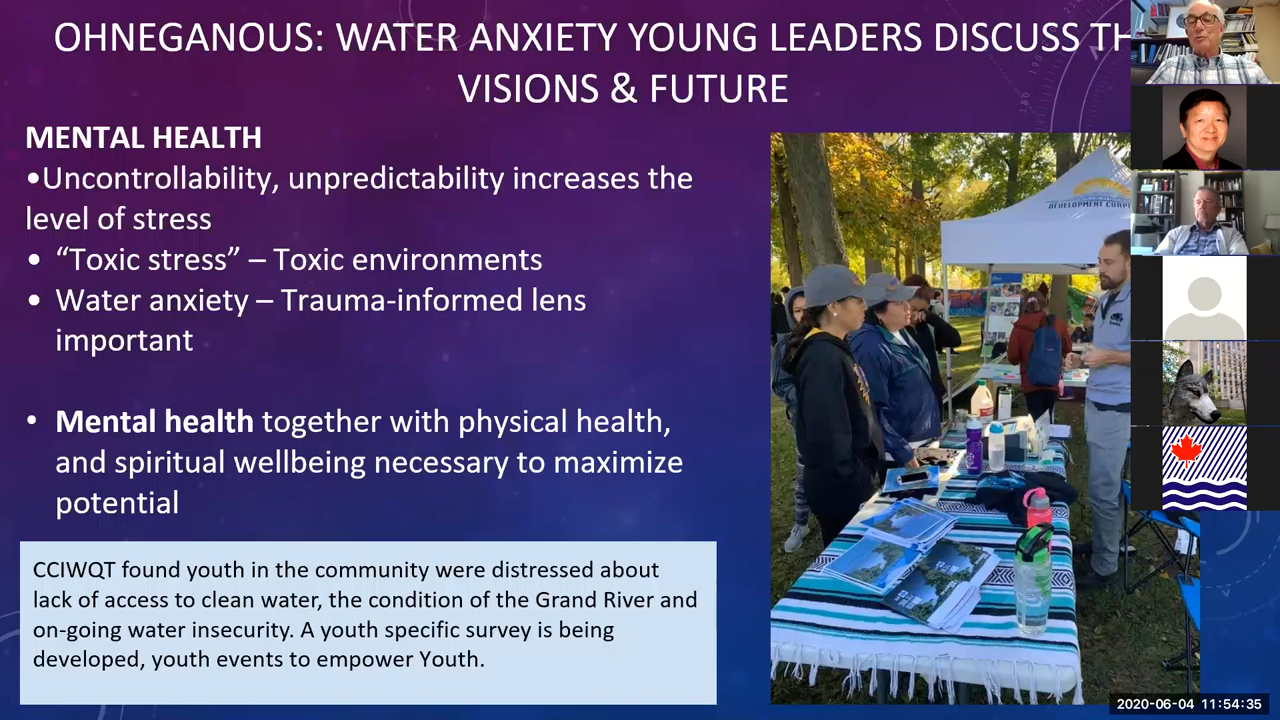 OHNEGANOUS: WATER ANXIETY YOUNG LEADERS DISCUSS TH
VISIONS & FUTURE
MENTAL HEALTH
•Uncontrollability, unpredictability increases the
level of stress
• “Toxic stress” – Toxic environments
• Water anxiety – Trauma-informed lens
important
• Mental health together with physical health,
and spiritual wellbeing necessary to maximize
potential
CCIWQT found youth in the community were distressed about
lack of access to clean water, the condition of the Grand River and
on-going water insecurity. A youth specific survey is being
developed, youth events to empower Youth.
DEVELOPMENT CORP
2020-06-04 11:54:35